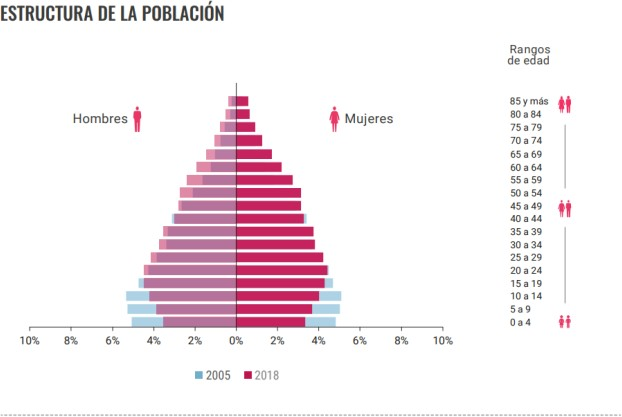 ESTRUCTURA DE LA POBLACIÓN
Rangos
de edad
Hombres
Mujeres
85 y más
80 a 84
75 a 79
70 a 74
65 a 69
60 a 64
55 a 59
50 a 54
45 a 49
40 a 44
35 a 39
30 a 34
25 a 29
20 a 24
15 a 19
10 a 14
5 a 9
0 a 4
10% 8% 6% 4% 2% 0% 2% 4% 6% 8% 10%
2005 2018